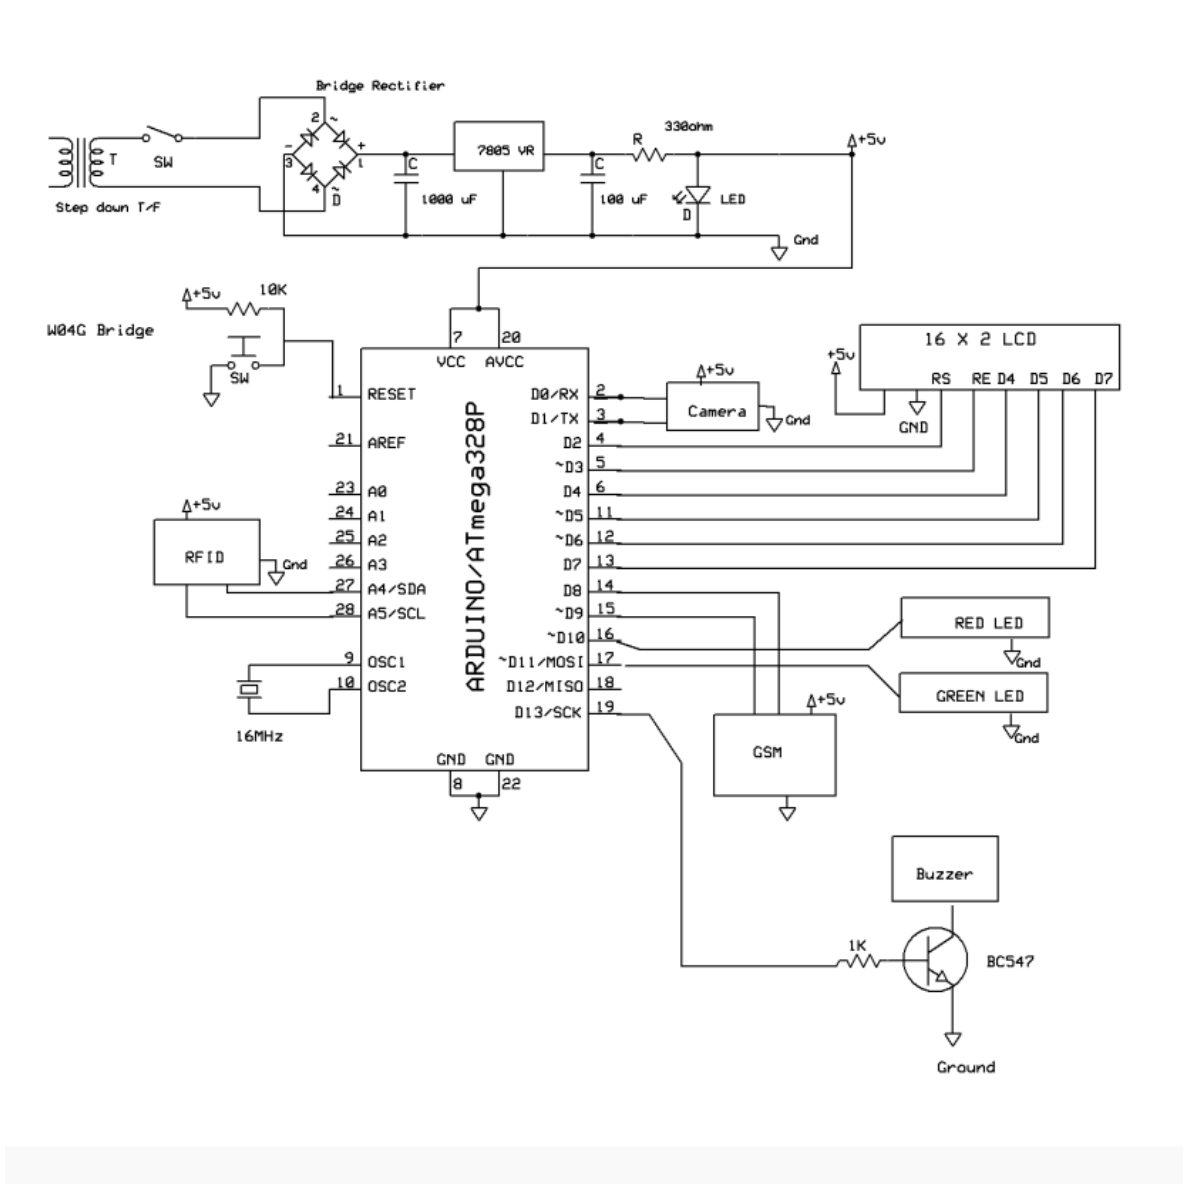 Bridge Rectifier
2 ~
- +
3 1
4 ~
D
T
SW
Step down T/F
C
1000 uF
7805 VR
C
100 uF
R
330ohm
D
LED
+5v
Gnd
W04G Bridge
+5v
10K
SW
7 20
VCC AVCC
ARDUINO/ATmega328P
1 RESET
21 AREF
23 A0
24 A1
25 A2
26 A3
27 A4/SDA
28 A5/SCL
9 OSC1
10 OSC2
D0/RX 2
D1/TX 3
D2 4
~D3 5
D4 6
~D5 11
~D6 12
D7 13
D8 14
~D9 15
~D10 16
~D11/MOSI 17
D12/MISO 18
D13/SCK 19
GND GND
8 22
+5v
RFID
Gnd
16MHz
+5v
Camera
Gnd
16 X 2 LCD
+5v
RS RE D4 D5 D6 D7
GND
RED LED
Gnd
GREEN LED
Gnd
+5v
GSM
Buzzer
1K
BC547
Ground